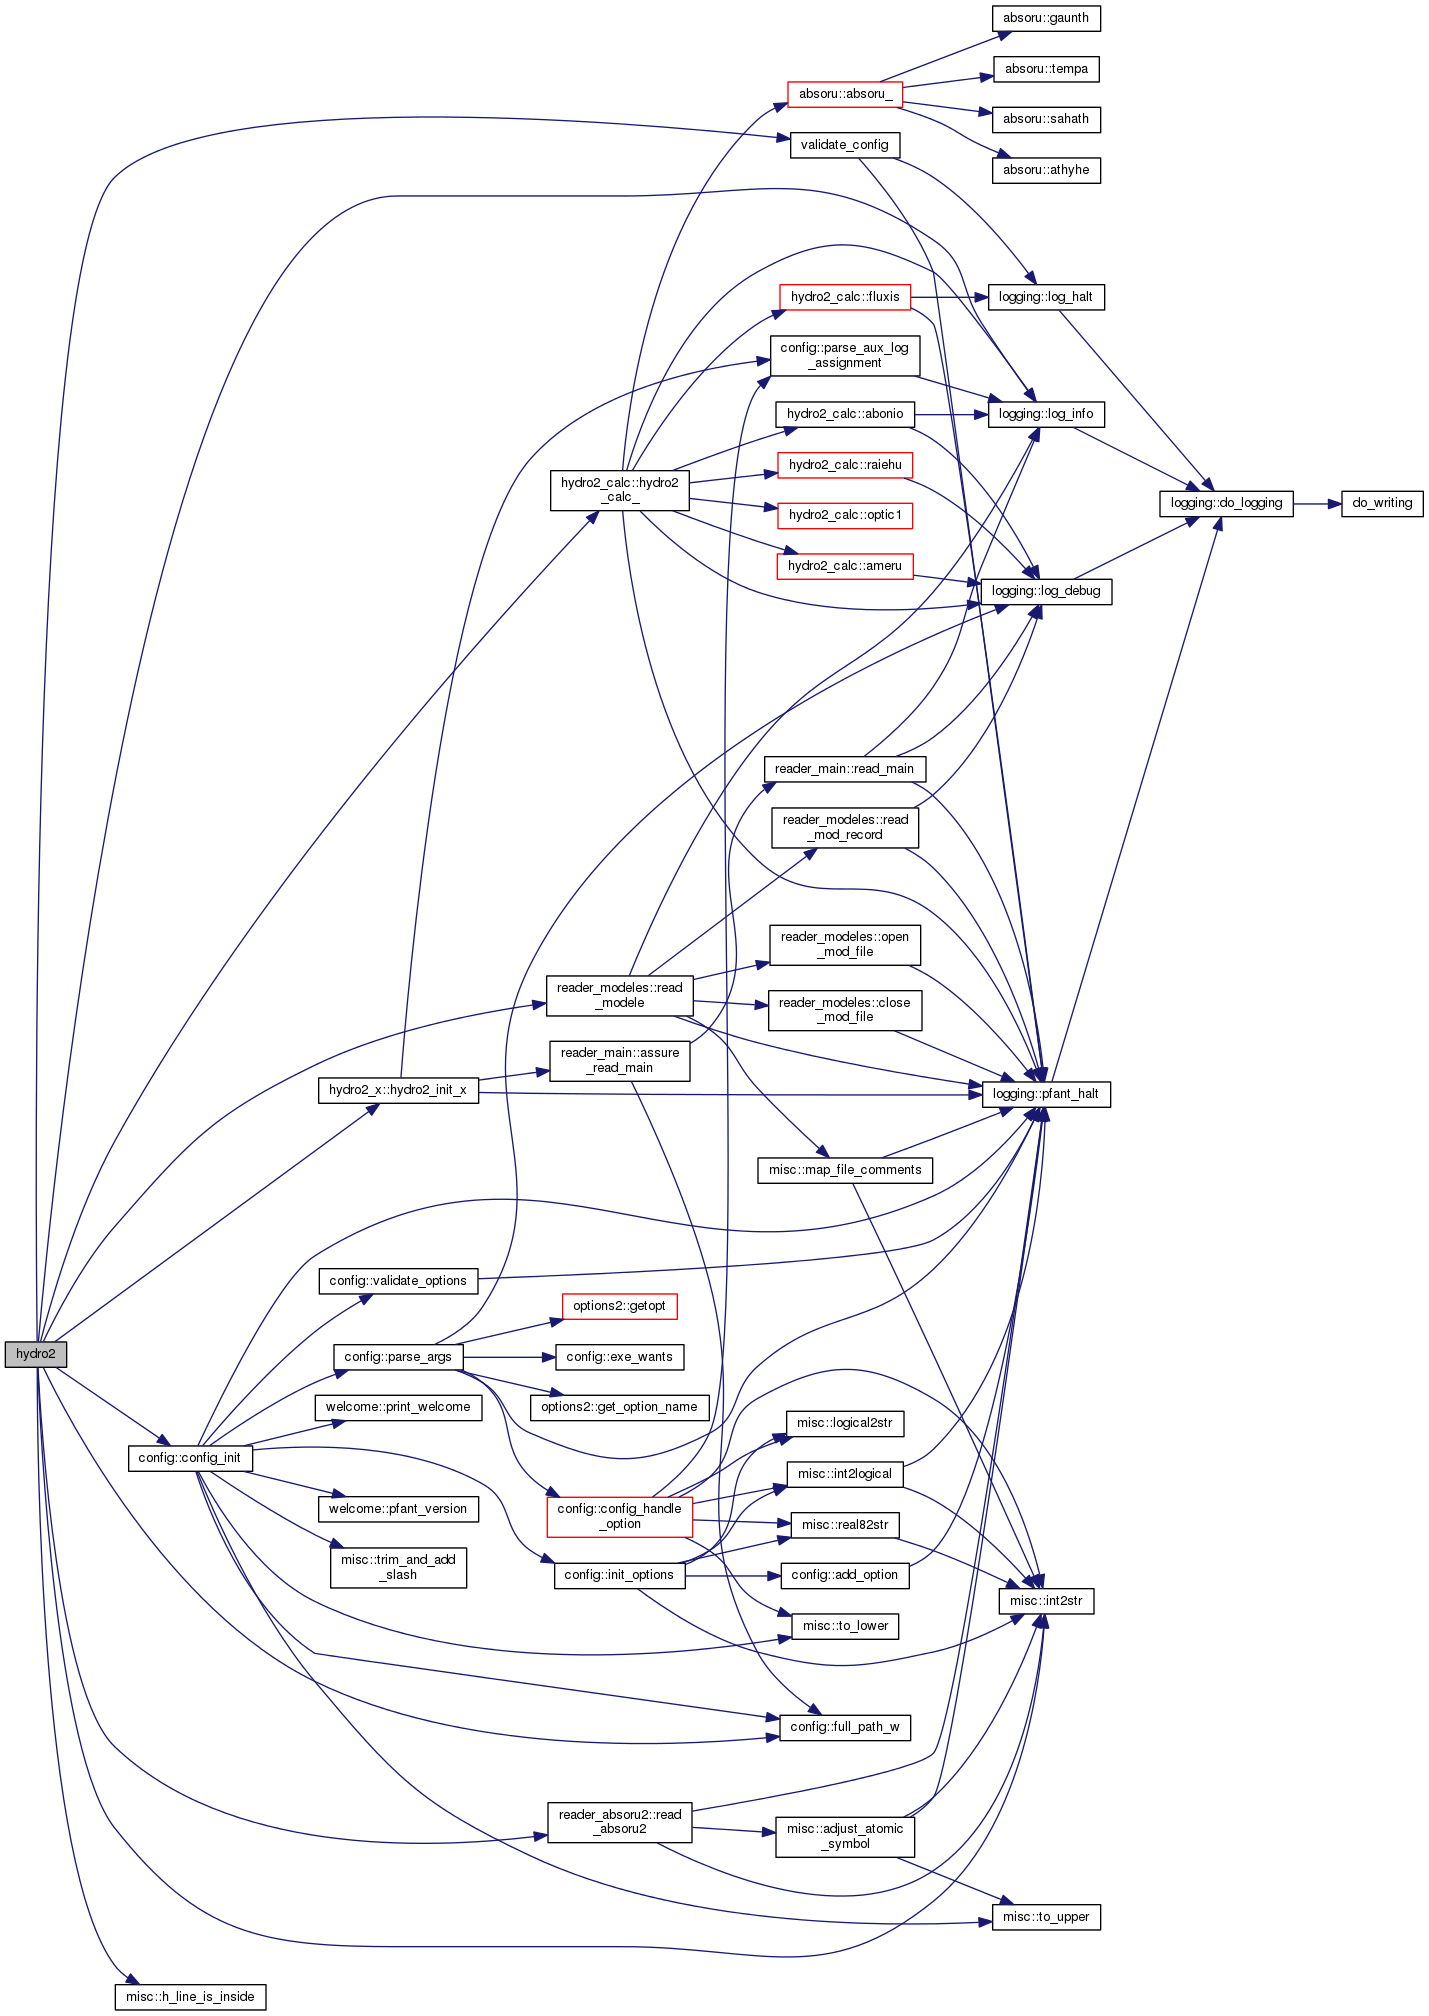 absoru::gaunth
absoru::tempa
absoru::absoru_
absoru::sahath
validate_config
absoru::athyhe
hydro2_calc::fluxis
logging::log_halt
config::parse_aux_log
_assignment
hydro2_calc::abonio
logging::log_info
hydro2_calc::raiehu
hydro2_calc::hydro2
_calc_
logging::do_logging
do_writing
hydro2_calc::optic1
hydro2_calc::ameru
logging::log_debug
reader_main::read_main
reader_modeles::read
_mod_record
reader_modeles::open
_mod_file
reader_modeles::read
_modele
reader_modeles::close
_mod_file
reader_main::assure
_read_main
hydro2_x::hydro2_init_x
logging::pfant_halt
misc::map_file_comments
config::validate_options
options2::getopt
hydro2
config::parse_args
config::exe_wants
welcome::print_welcome
options2::get_option_name
misc::logical2str
config::config_init
misc::int2logical
welcome::pfant_version
config::config_handle
_option
misc::real82str
misc::trim_and_add
_slash
config::init_options
config::add_option
misc::int2str
misc::to_lower
config::full_path_w
reader_absoru2::read
_absoru2
misc::adjust_atomic
_symbol
misc::to_upper
misc::h_line_is_inside